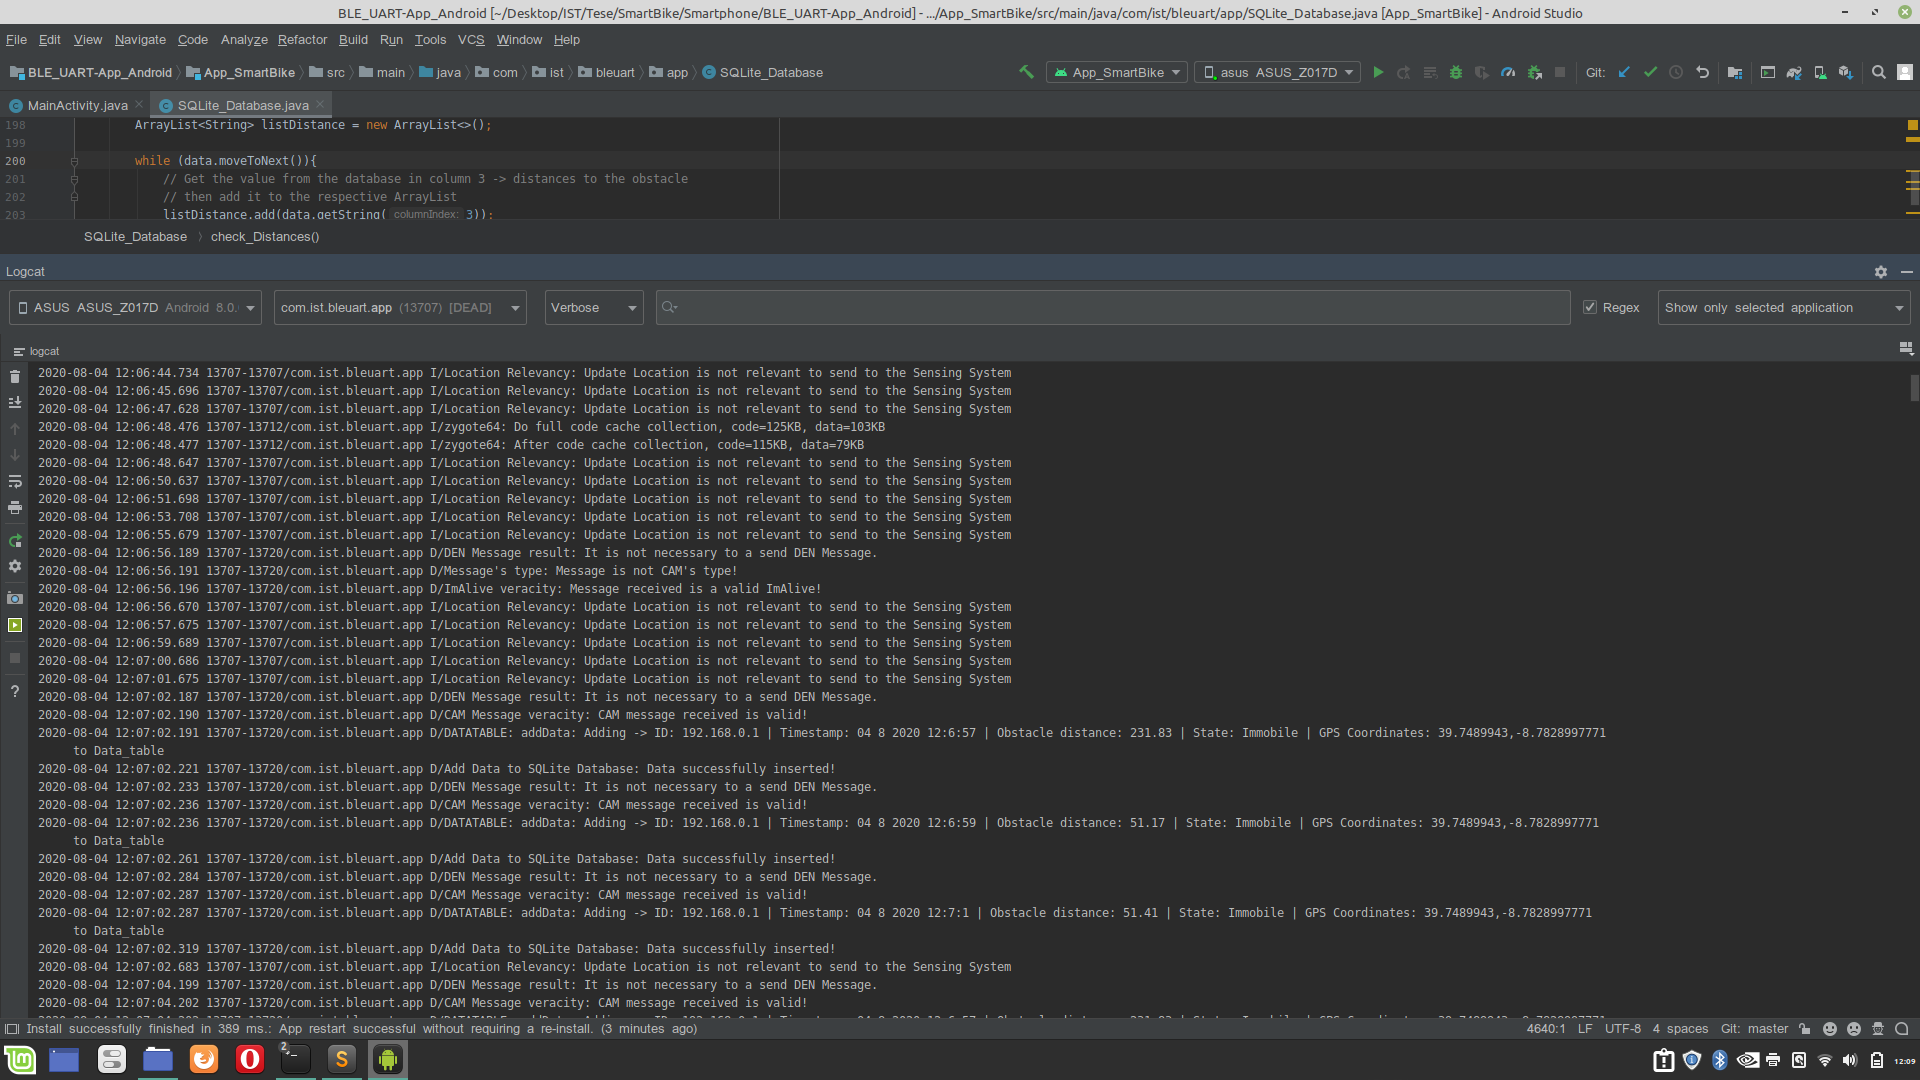 BLE_UART-App_Android [~/Desktop/IST/Tese/SmartBike/Smartphone/BLE_UART-App_Android] - .../App_SmartBike/src/main/java/com/ist/bleuart/app/SQLite_Database.java [App_SmartBike] - Android Studio
File Edit View Navigate Code Analyze Refactor Build Run Tools VCS Window Help
BLE_UART-App_Android App_SmartBike src main java com ist bleuart app SQLite_Database App_SmartBike asus ASUS_Z017D Git:
MainActivity.java SQLite_Database.java
198 ArrayList<String> listDistance = new ArrayList<>();
199
200 while (data.moveToNext()){
201 // Get the value from the database in column 3 -> distances to the obstacle
202 // then add it to the respective ArrayList
203 listDistance.add(data.getString( columnIndex: 3));
SQLite_Database check_Distances()
Logcat
ASUS ASUS_Z017D Android 8.0. com.ist.bleuart.app (13707) [DEAD] Verbose Regex Show only selected application
logcat
2020-08-04 12:06:44.734 13707-13707/com.ist.bleuart.app I/Location Relevancy: Update Location is not relevant to send to the Sensing System
2020-08-04 12:06:45.696 13707-13707/com.ist.bleuart.app I/Location Relevancy: Update Location is not relevant to send to the Sensing System
2020-08-04 12:06:47.628 13707-13707/com.ist.bleuart.app I/Location Relevancy: Update Location is not relevant to send to the Sensing System
2020-08-04 12:06:48.476 13707-13712/com.ist.bleuart.app I/zygote64: Do full code cache collection, code=125KB, data=103KB
2020-08-04 12:06:48.477 13707-13712/com.ist.bleuart.app I/zygote64: After code cache collection, code=115KB, data=79KB
2020-08-04 12:06:48.647 13707-13707/com.ist.bleuart.app I/Location Relevancy: Update Location is not relevant to send to the Sensing System
2020-08-04 12:06:50.637 13707-13707/com.ist.bleuart.app I/Location Relevancy: Update Location is not relevant to send to the Sensing System
2020-08-04 12:06:51.698 13707-13707/com.ist.bleuart.app I/Location Relevancy: Update Location is not relevant to send to the Sensing System
2020-08-04 12:06:53.708 13707-13707/com.ist.bleuart.app I/Location Relevancy: Update Location is not relevant to send to the Sensing System
2020-08-04 12:06:55.679 13707-13707/com.ist.bleuart.app I/Location Relevancy: Update Location is not relevant to send to the Sensing System
2020-08-04 12:06:56.189 13707-13720/com.ist.bleuart.app D/DEN Message result: It is not necessary to a send DEN Message.
2020-08-04 12:06:56.191 13707-13720/com.ist.bleuart.app D/Message's type: Message is not CAM's type!
2020-08-04 12:06:56.196 13707-13720/com.ist.bleuart.app D/ImAlive veracity: Message received is a valid ImAlive!
2020-08-04 12:06:56.670 13707-13707/com.ist.bleuart.app I/Location Relevancy: Update Location is not relevant to send to the Sensing System
2020-08-04 12:06:57.675 13707-13707/com.ist.bleuart.app I/Location Relevancy: Update Location is not relevant to send to the Sensing System
2020-08-04 12:06:59.689 13707-13707/com.ist.bleuart.app I/Location Relevancy: Update Location is not relevant to send to the Sensing System
2020-08-04 12:07:00.686 13707-13707/com.ist.bleuart.app I/Location Relevancy: Update Location is not relevant to send to the Sensing System
2020-08-04 12:07:01.675 13707-13707/com.ist.bleuart.app I/Location Relevancy: Update Location is not relevant to send to the Sensing System
2020-08-04 12:07:02.187 13707-13720/com.ist.bleuart.app D/DEN Message result: It is not necessary to a send DEN Message.
2020-08-04 12:07:02.190 13707-13720/com.ist.bleuart.app D/CAM Message veracity: CAM message received is valid!
2020-08-04 12:07:02.191 13707-13720/com.ist.bleuart.app D/DATATABLE: addData: Adding -> ID: 192.168.0.1 | Timestamp: 04 8 2020 12:6:57 | Obstacle distance: 231.83 | State: Immobile | GPS Coordinates: 39.7489943,-8.7828997771
to Data_table
2020-08-04 12:07:02.221 13707-13720/com.ist.bleuart.app D/Add Data to SQLite Database: Data successfully inserted!
2020-08-04 12:07:02.233 13707-13720/com.ist.bleuart.app D/DEN Message result: It is not necessary to a send DEN Message.
2020-08-04 12:07:02.236 13707-13720/com.ist.bleuart.app D/CAM Message veracity: CAM message received is valid!
2020-08-04 12:07:02.236 13707-13720/com.ist.bleuart.app D/DATATABLE: addData: Adding -> ID: 192.168.0.1 | Timestamp: 04 8 2020 12:6:59 | Obstacle distance: 51.17 | State: Immobile | GPS Coordinates: 39.7489943,-8.7828997771
to Data_table
2020-08-04 12:07:02.261 13707-13720/com.ist.bleuart.app D/Add Data to SQLite Database: Data successfully inserted!
2020-08-04 12:07:02.284 13707-13720/com.ist.bleuart.app D/DEN Message result: It is not necessary to a send DEN Message.
2020-08-04 12:07:02.287 13707-13720/com.ist.bleuart.app D/CAM Message veracity: CAM message received is valid!
2020-08-04 12:07:02.287 13707-13720/com.ist.bleuart.app D/DATATABLE: addData: Adding -> ID: 192.168.0.1 | Timestamp: 04 8 2020 12:7:1 | Obstacle distance: 51.41 | State: Immobile | GPS Coordinates: 39.7489943,-8.7828997771
to Data_table
2020-08-04 12:07:02.319 13707-13720/com.ist.bleuart.app D/Add Data to SQLite Database: Data successfully inserted!
2020-08-04 12:07:02.683 13707-13707/com.ist.bleuart.app I/Location Relevancy: Update Location is not relevant to send to the Sensing System
2020-08-04 12:07:04.199 13707-13720/com.ist.bleuart.app D/DEN Message result: It is not necessary to a send DEN Message.
2020-08-04 12:07:04.202 13707-13720/com.ist.bleuart.app D/CAM Message veracity: CAM message received is valid!
Install successfully finished in 389 ms.: App restart successful without requiring a re-install. (3 minutes ago) 4640:1 LF UTF-8 4 spaces Git: master
2
12:09